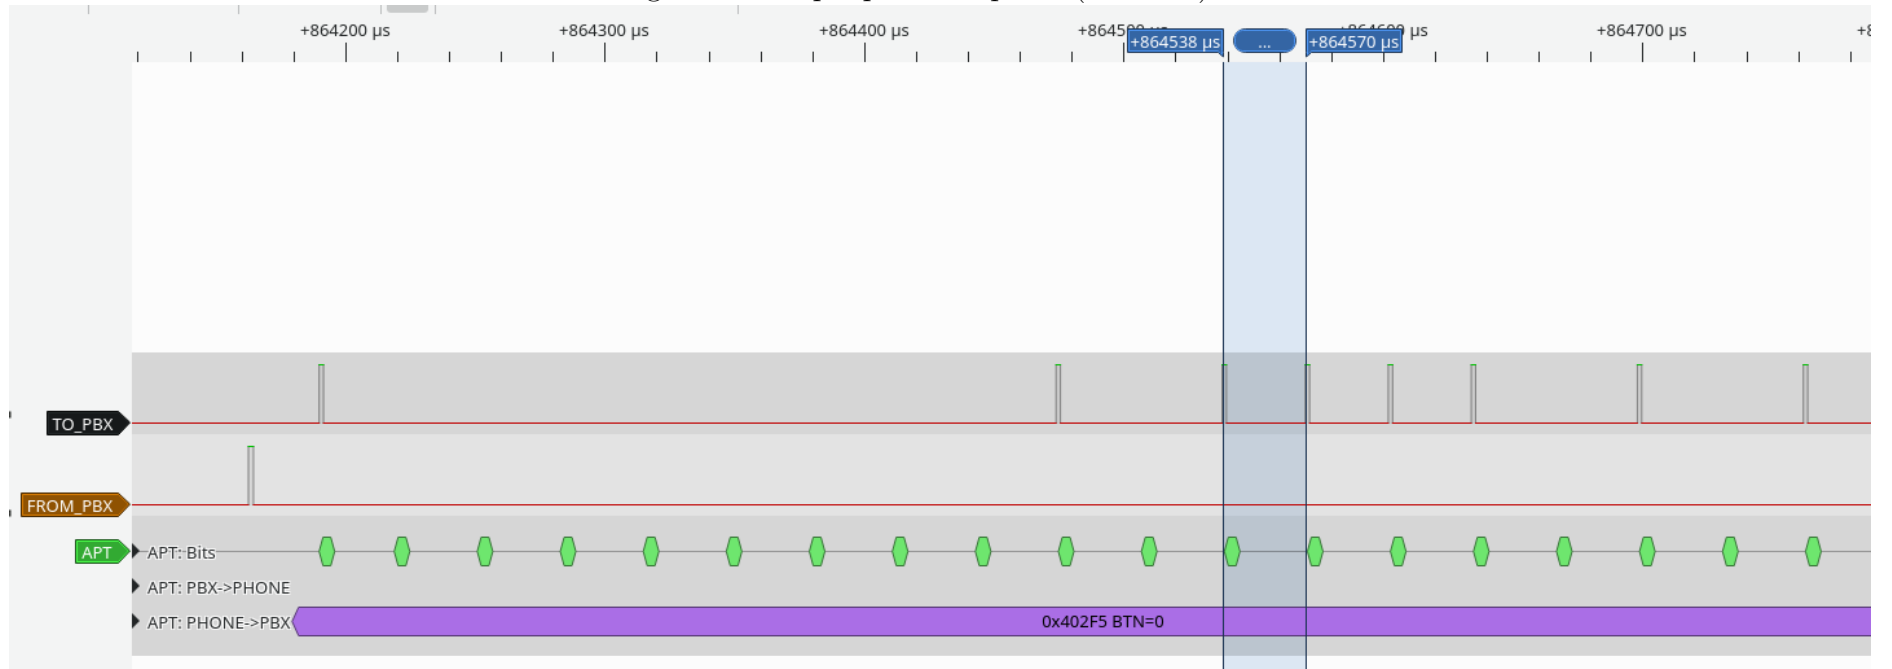 +864200 µs +864300 µs +864400 µs +864700 µs
+864538 µs ... +864570 µs
TO_PBX
FROM_PBX
APT APT: Bits
APT: PBX->PHONE
APT: PHONE->PBX 0x402F5 BTN=0